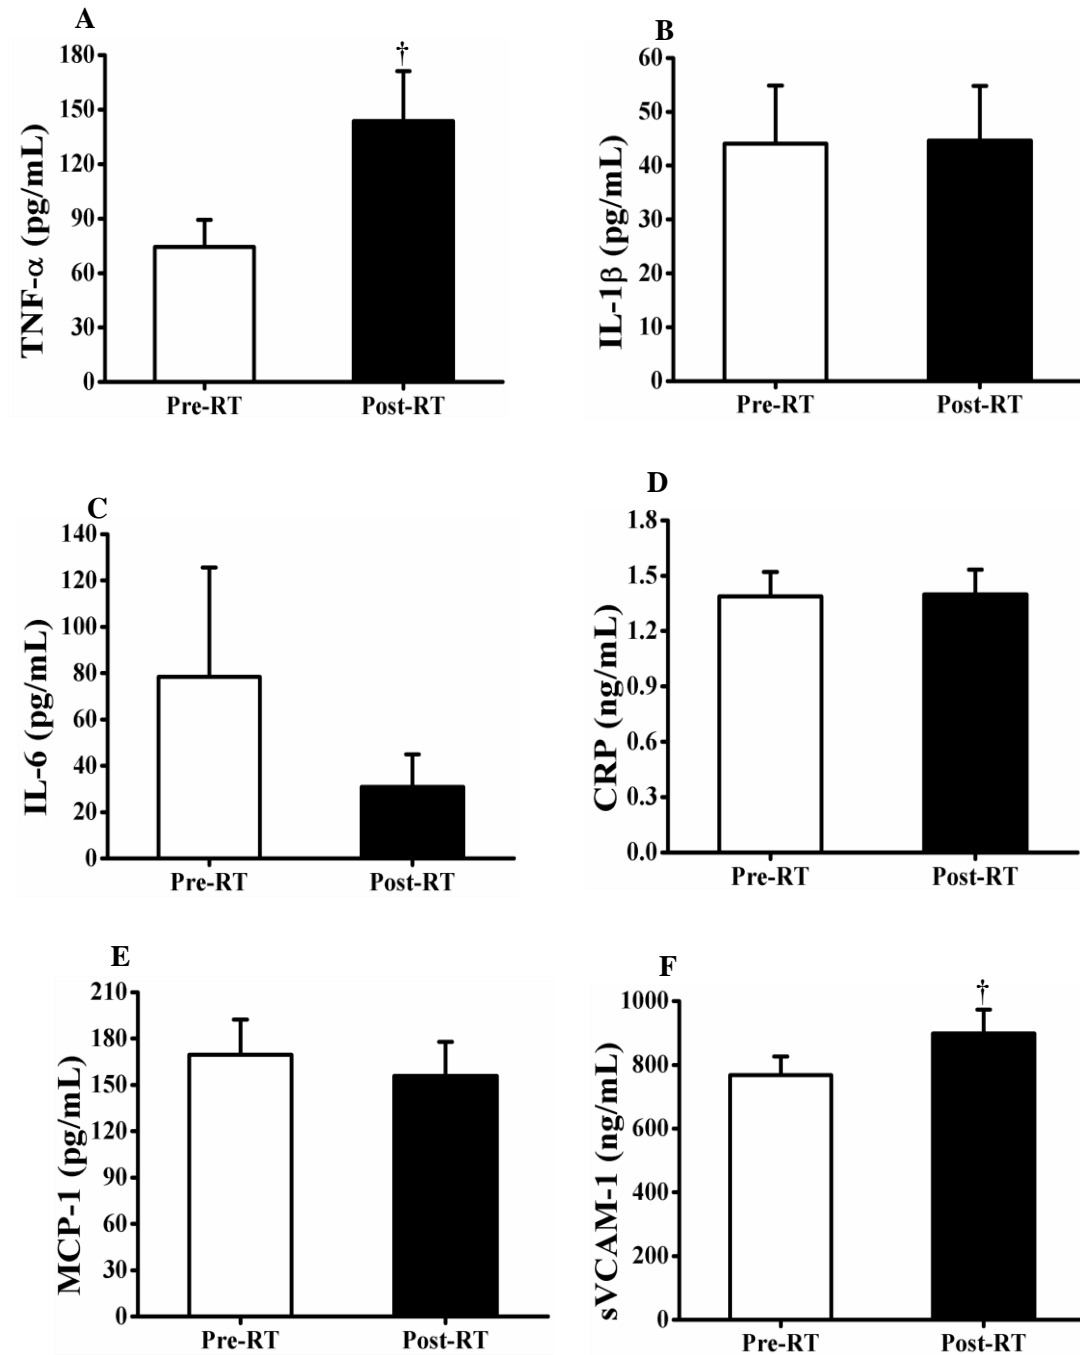 A
TNF-α (pg/mL)
180
150
120
90
60
30
0
†
Pre-RT
Post-RT
B
IL-1β (pg/mL)
60
50
40
30
20
10
0
Pre-RT
Post-RT
C
IL-6 (pg/mL)
140
120
100
80
60
40
20
0
Pre-RT
Post-RT
D
CRP (ng/mL)
1.8
1.5
1.2
0.9
0.6
0.3
0.0
Pre-RT
Post-RT
E
MCP-1 (pg/mL)
210
180
150
120
90
60
30
0
Pre-RT
Post-RT
F
sVCAM-1 (ng/mL)
1000
800
600
400
200
0
†
Pre-RT
Post-RT